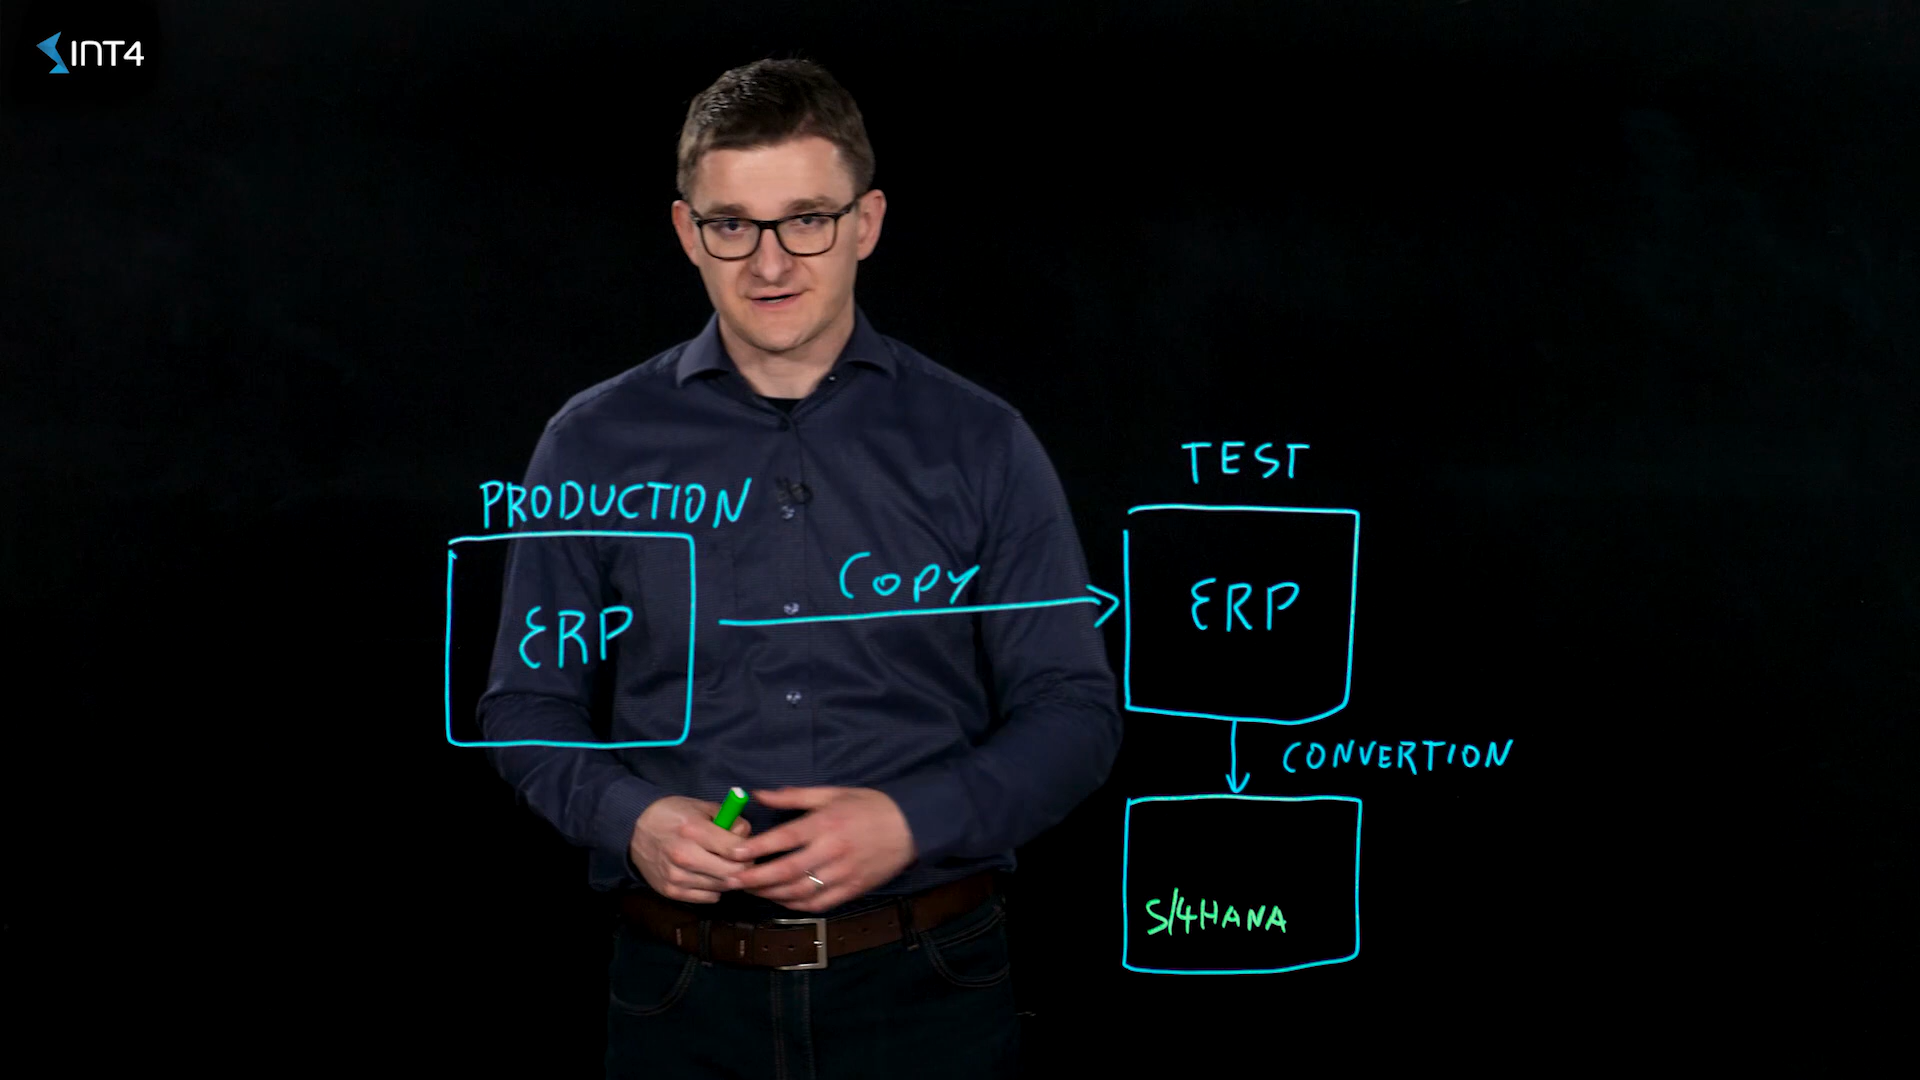 INT4
TEST
PRODUCTION
COPY
ERP
ERP
CONVERTION
S/4HANA